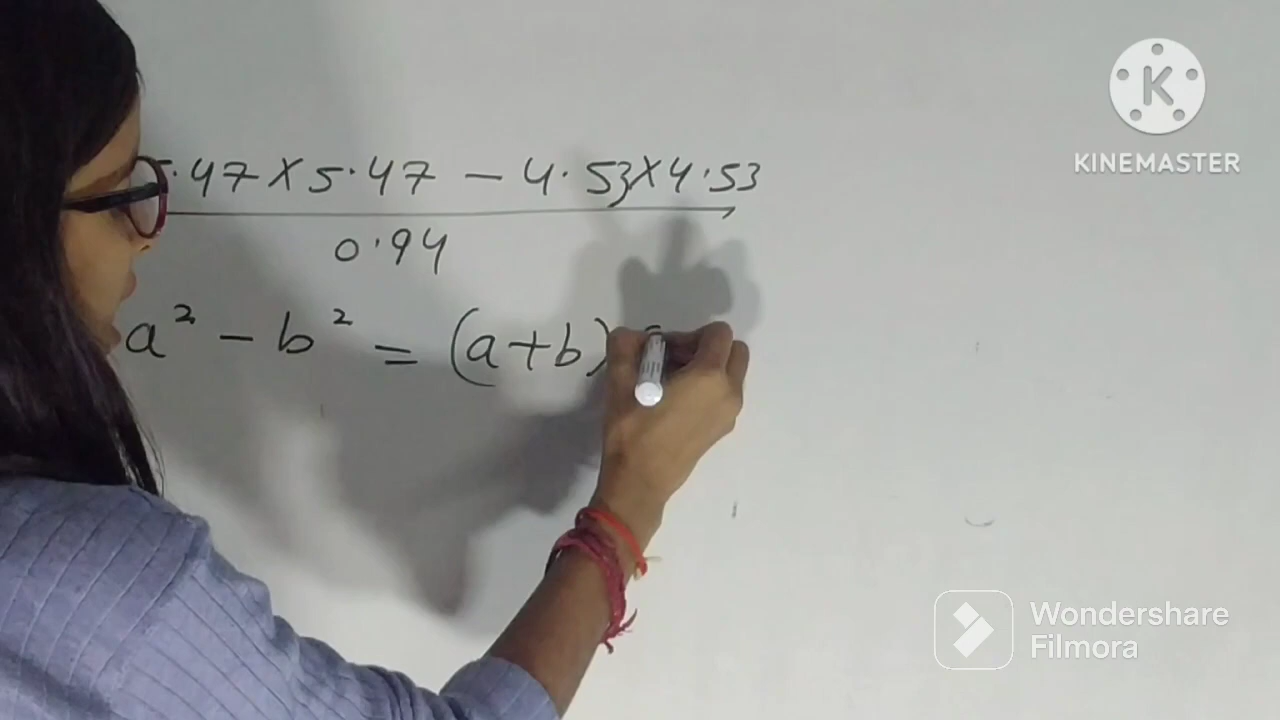 .47 × 5.47 - 4.53 × 4.53
0.94
a² - b² = (a+b)
KINEMASTER
Wondershare
Filmora